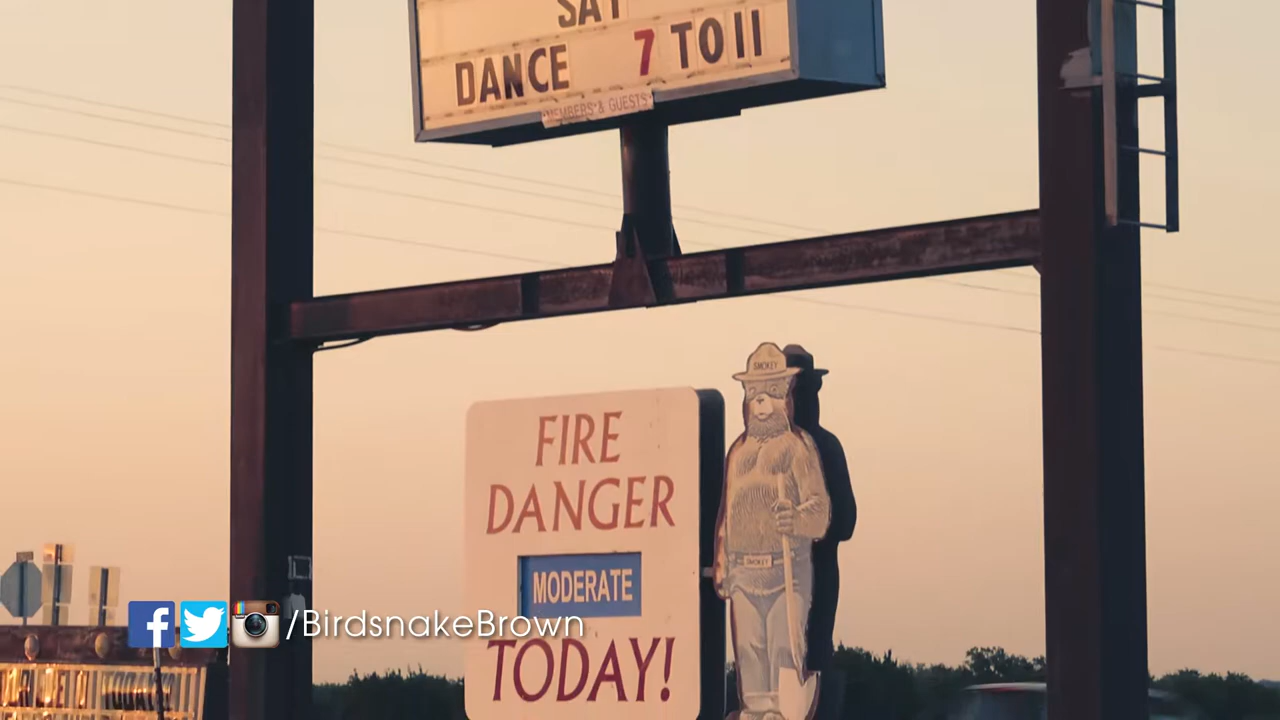 SAT
DANCE 7 TO 11
MEMBERS & GUESTS
SMOKEY
FIRE
DANGER
MODERATE
TODAY!
SMOKEY
/BirdsnakeBrown